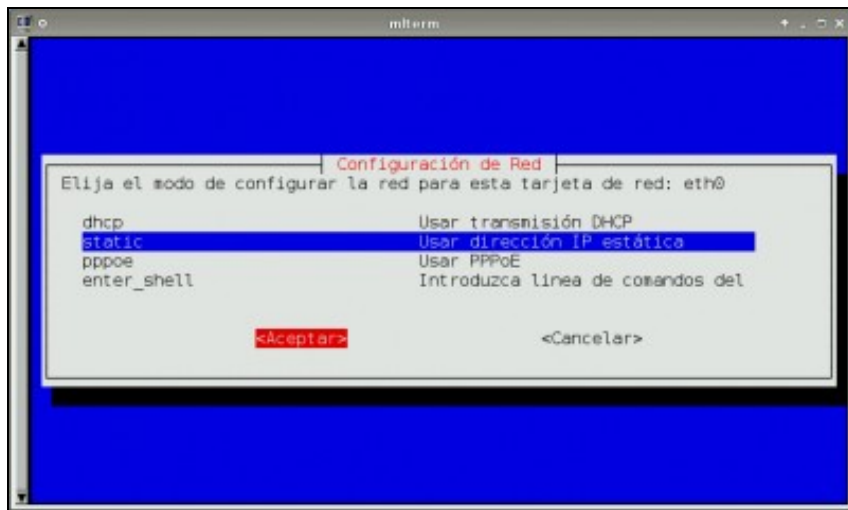 mlterm
Configuración de Red
Elija el modo de configurar la red para esta tarjeta de red: eth0
dhcp Usar transmisión DHCP
static Usar dirección IP estática
pppoe Usar PPPoE
enter_shell Introduzca linea de comandos del
<Aceptar> <Cancelar>